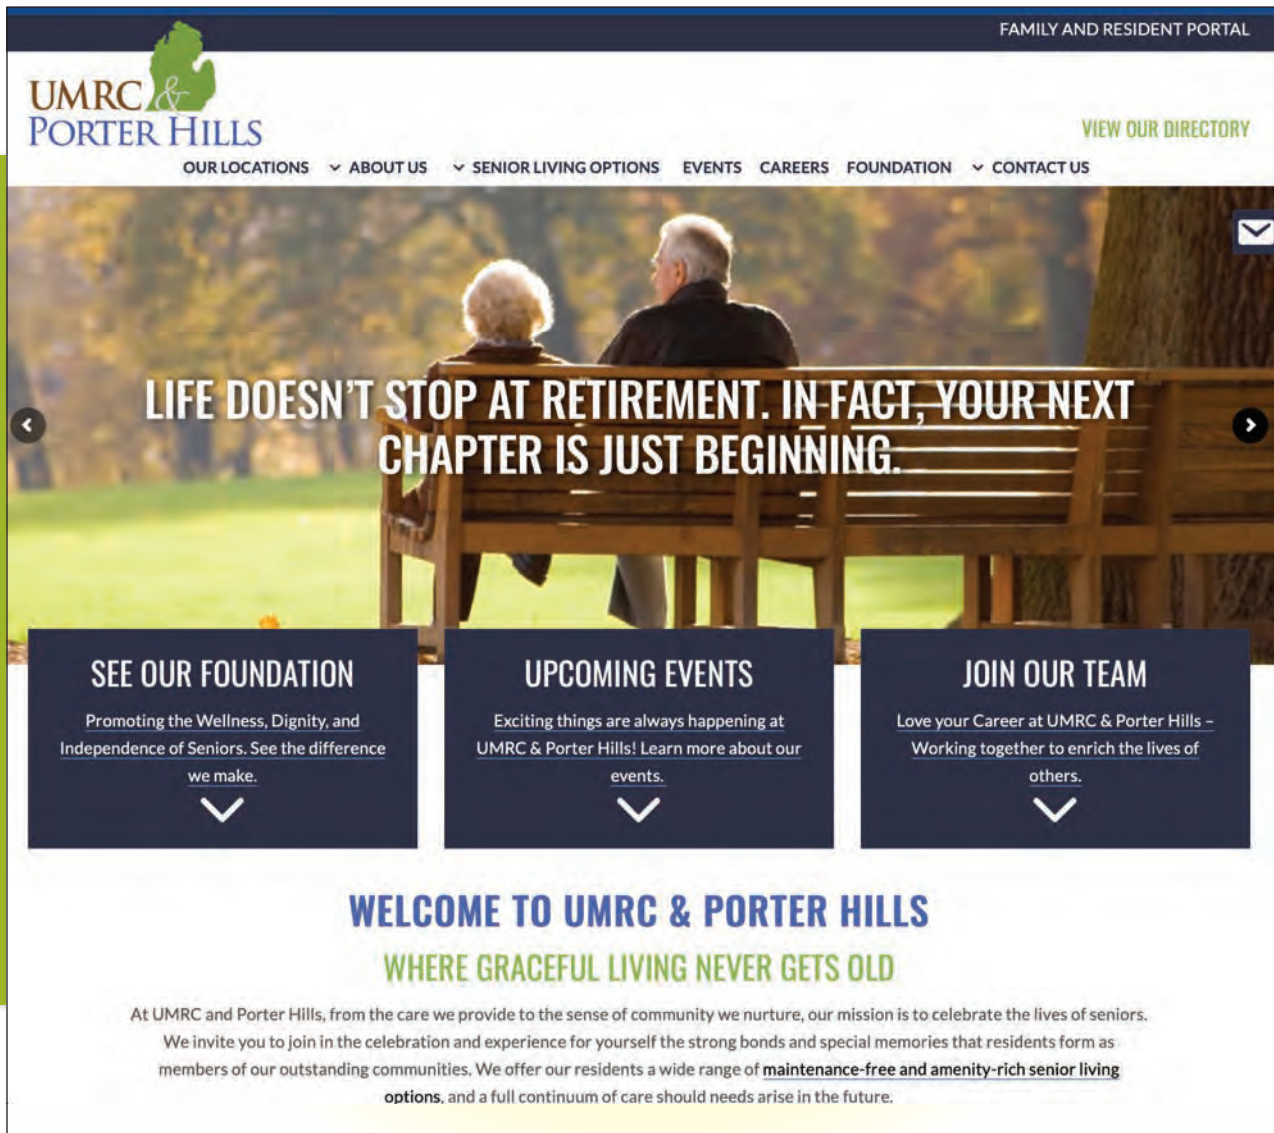 FAMILY AND RESIDENT PORTAL
UMRC &
PORTER HILLS
VIEW OUR DIRECTORY
OUR LOCATIONS ABOUT US SENIOR LIVING OPTIONS EVENTS CAREERS FOUNDATION CONTACT US
LIFE DOESN'T STOP AT RETIREMENT. IN FACT, YOUR NEXT
CHAPTER IS JUST BEGINNING.
SEE OUR FOUNDATION
Promoting the Wellness, Dignity, and
Independence of Seniors. See the difference
we make.
UPCOMING EVENTS
Exciting things are always happening at
UMRC & Porter Hills! Learn more about our
events.
JOIN OUR TEAM
Love your Career at UMRC & Porter Hills –
Working together to enrich the lives of
others.
WELCOME TO UMRC & PORTER HILLS
WHERE GRACEFUL LIVING NEVER GETS OLD
At UMRC and Porter Hills, from the care we provide to the sense of community we nurture, our mission is to celebrate the lives of seniors.
We invite you to join in the celebration and experience for yourself the strong bonds and special memories that residents form as
members of our outstanding communities. We offer our residents a wide range of maintenance-free and amenity-rich senior living
options, and a full continuum of care should needs arise in the future.